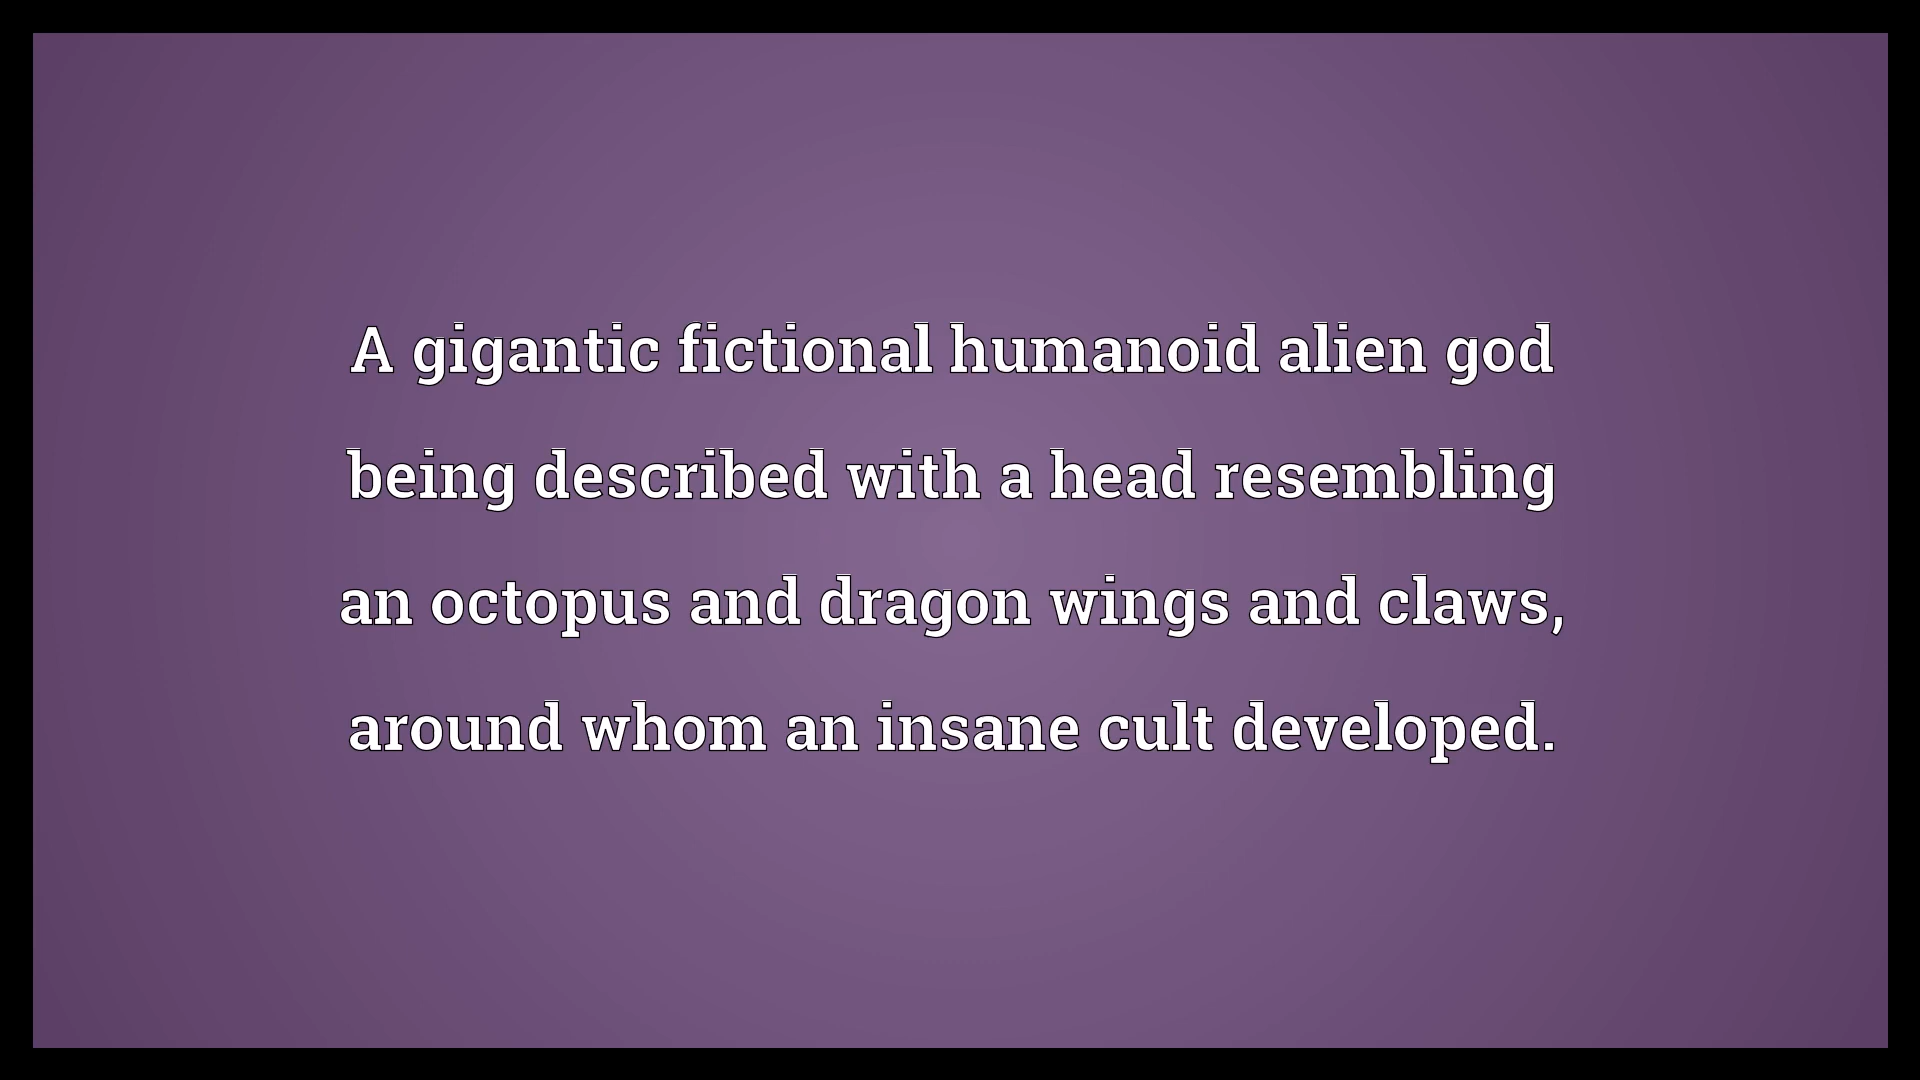 A gigantic fictional humanoid alien god
being described with a head resembling
an octopus and dragon wings and claws,
around whom an insane cult developed.